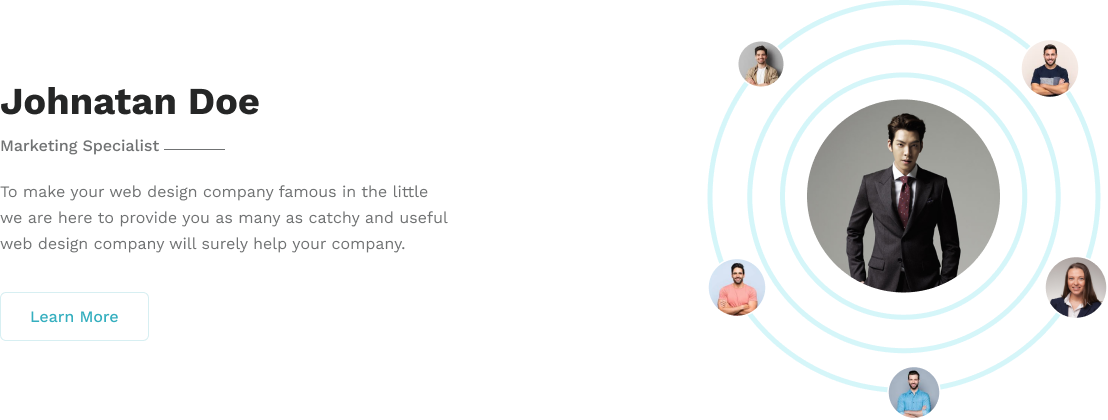 Johnatan Doe
Marketing Specialist
To make your web design company famous in the little
we are here to provide you as many as catchy and useful
web design company will surely help your company.
Learn More